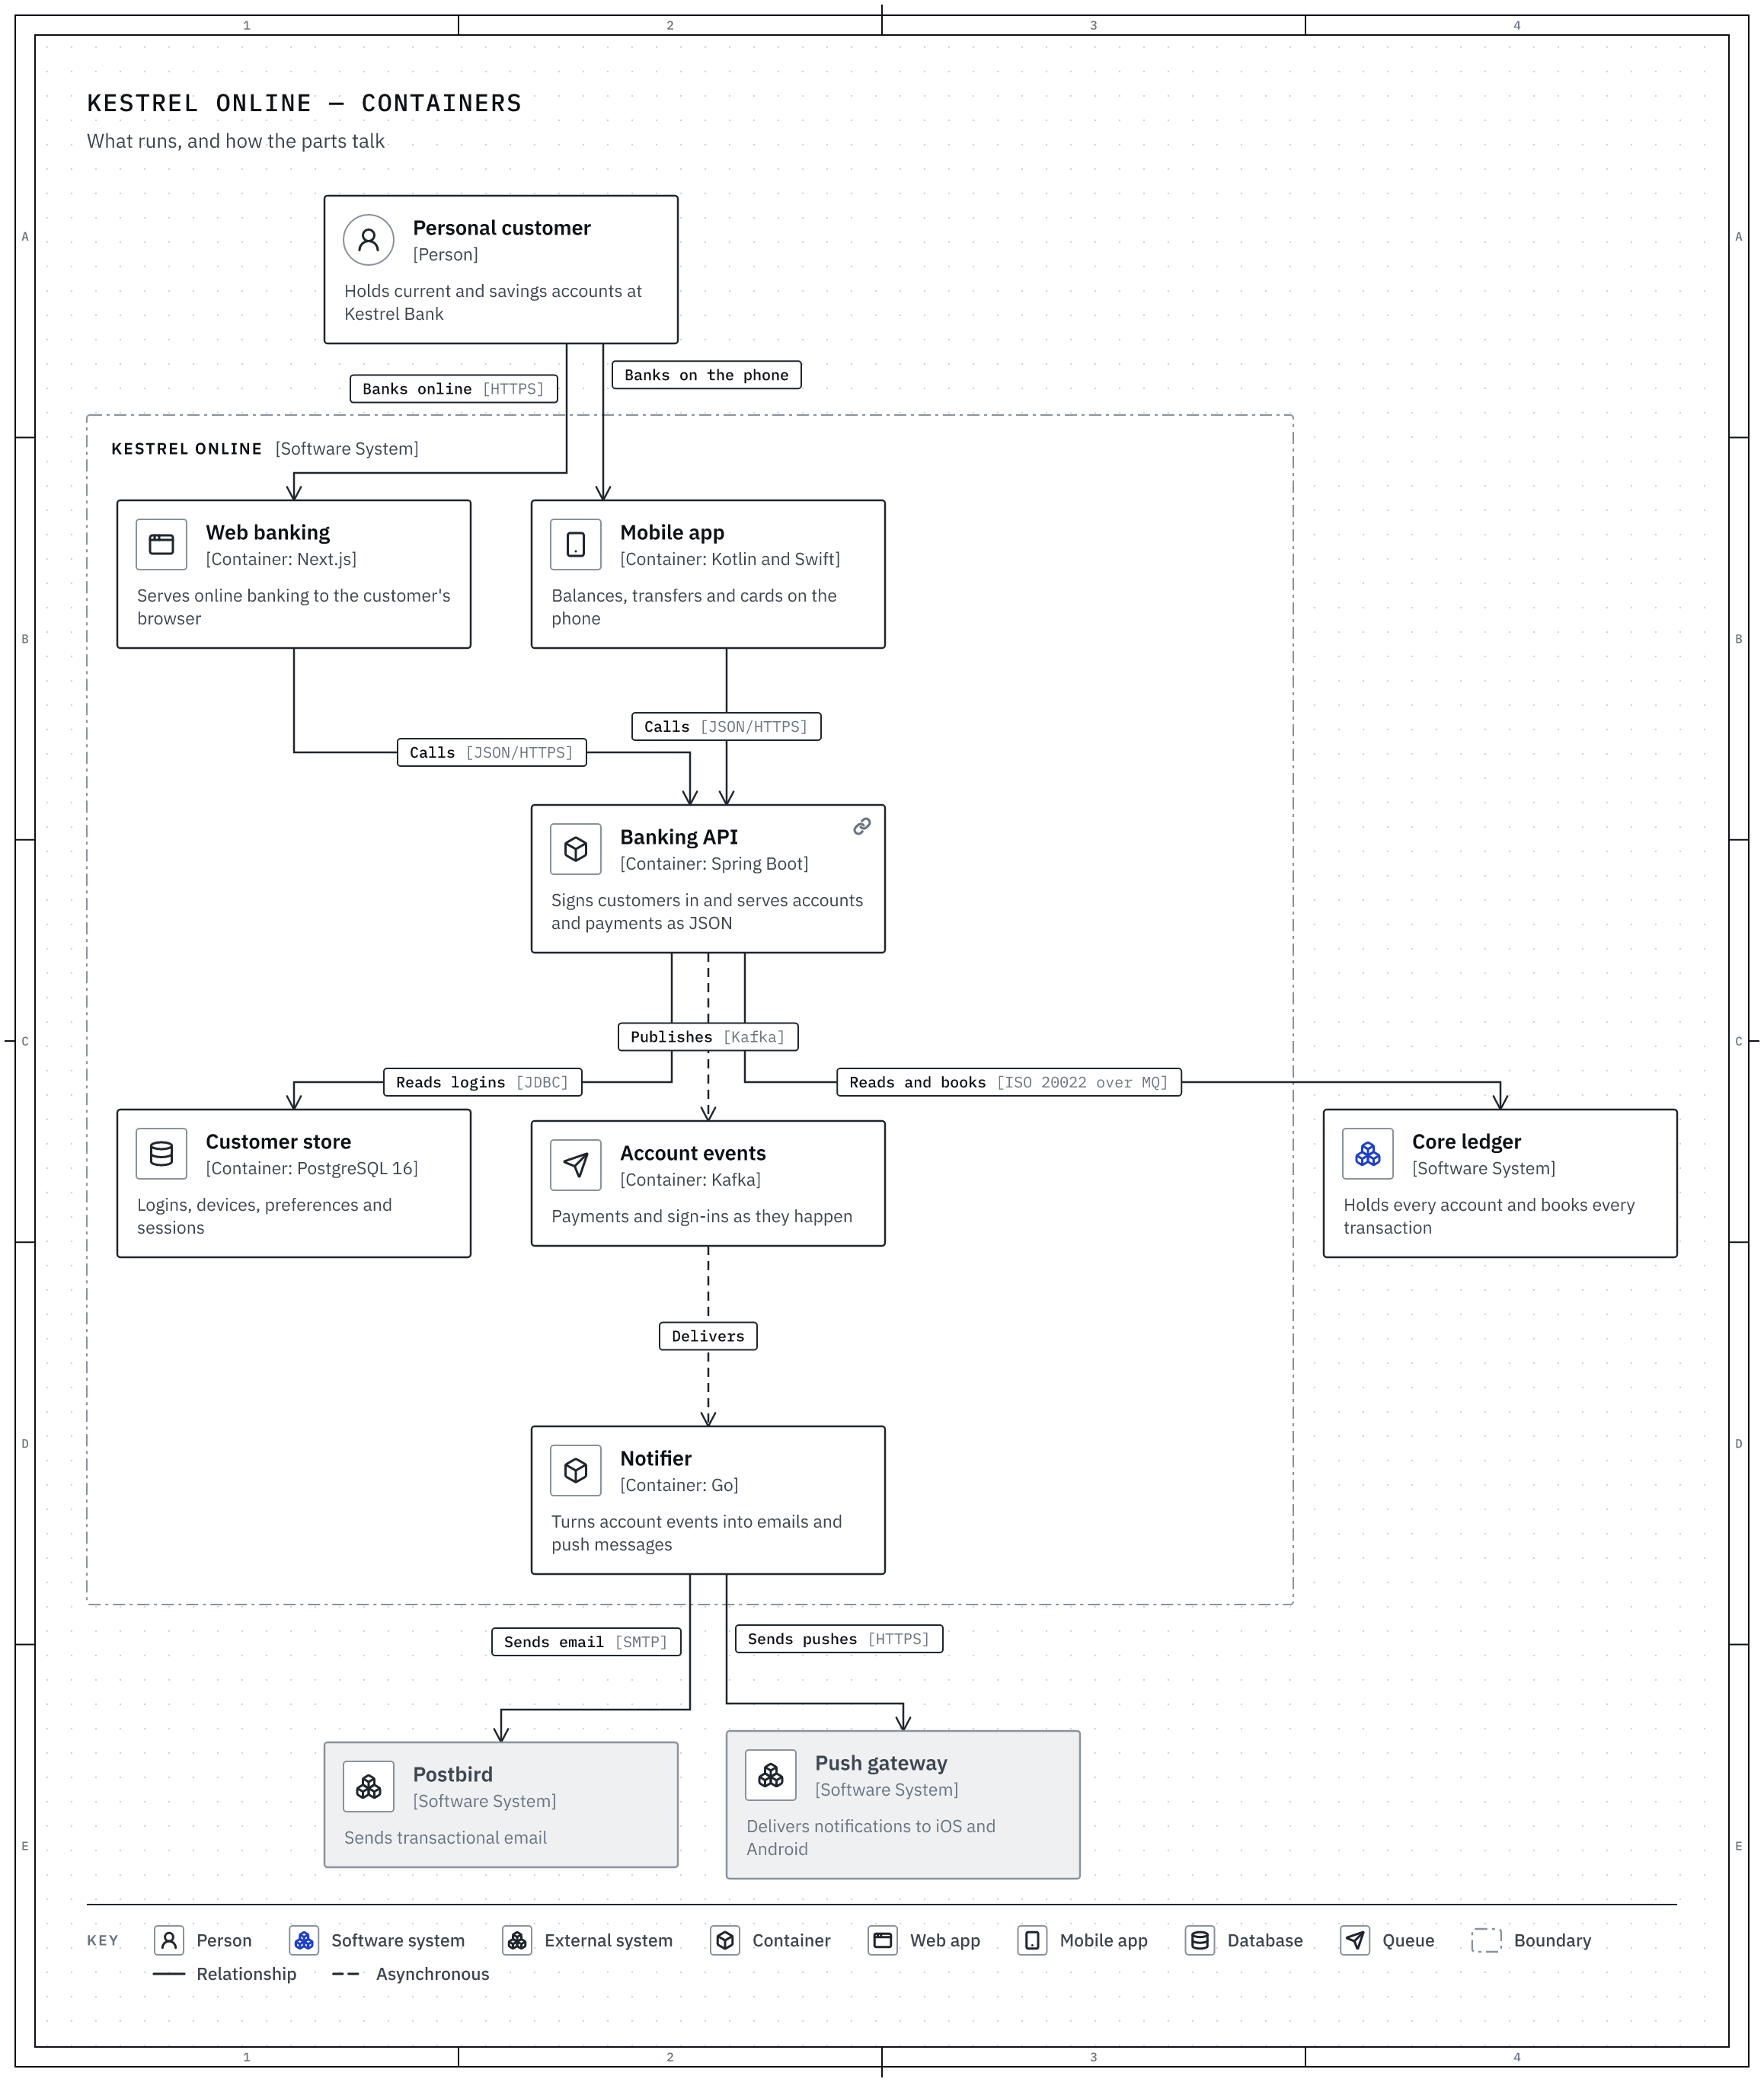 1 2 3 4
KESTREL ONLINE — CONTAINERS
What runs, and how the parts talk
A A
Personal customer
[Person]
Holds current and savings accounts at
Kestrel Bank
Banks online [HTTPS]
Banks on the phone
KESTREL ONLINE [Software System]
Web banking
[Container: Next.js]
Serves online banking to the customer's
browser
Mobile app
[Container: Kotlin and Swift]
Balances, transfers and cards on the
phone
B B
Calls [JSON/HTTPS]
Calls [JSON/HTTPS]
Banking API
[Container: Spring Boot]
Signs customers in and serves accounts
and payments as JSON
Publishes [Kafka]
C C
Reads logins [JDBC]
Reads and books [ISO 20022 over MQ]
Customer store
[Container: PostgreSQL 16]
Logins, devices, preferences and
sessions
Account events
[Container: Kafka]
Payments and sign-ins as they happen
Core ledger
[Software System]
Holds every account and books every
transaction
Delivers
D D
Notifier
[Container: Go]
Turns account events into emails and
push messages
Sends email [SMTP]
Sends pushes [HTTPS]
Postbird
[Software System]
Sends transactional email
Push gateway
[Software System]
Delivers notifications to iOS and
Android
E E
KEY Person Software system External system Container Web app Mobile app Database Queue Boundary
Relationship Asynchronous
1 2 3 4